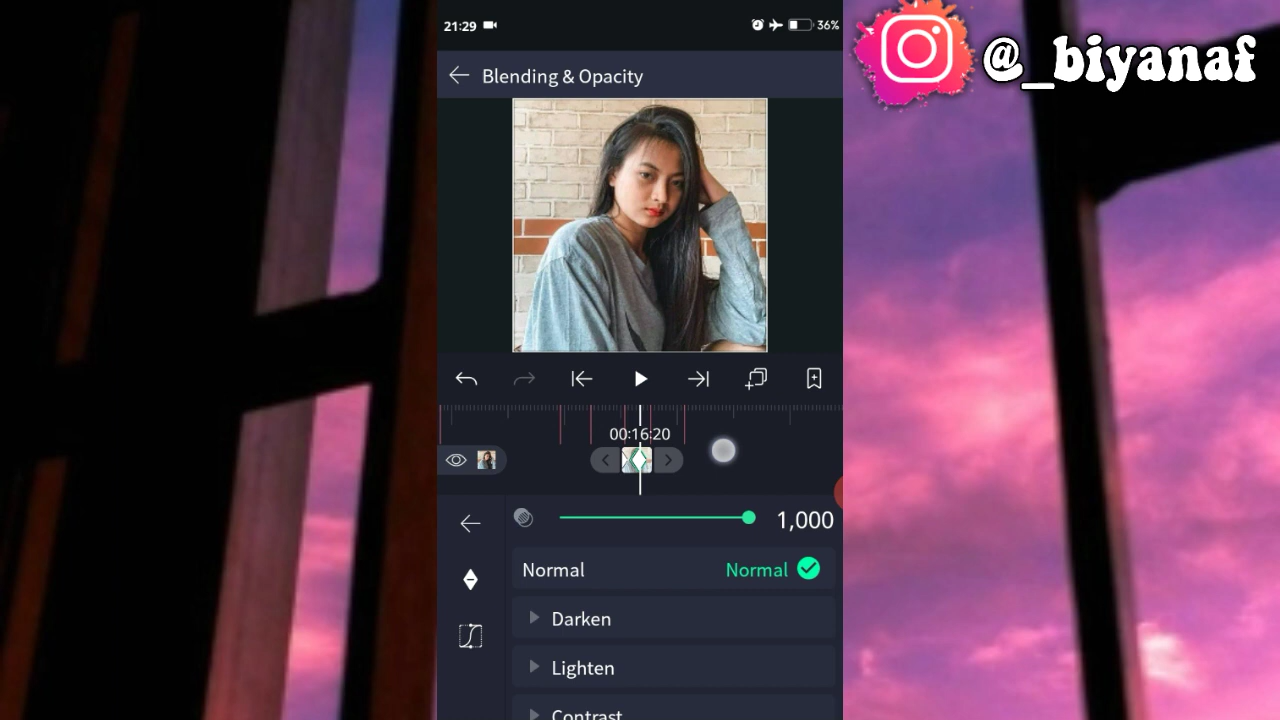 21:29
36%
@_biyanaf
Blending & Opacity
00:16:20
1,000
Normal
Normal
Darken
Lighten
Contrast